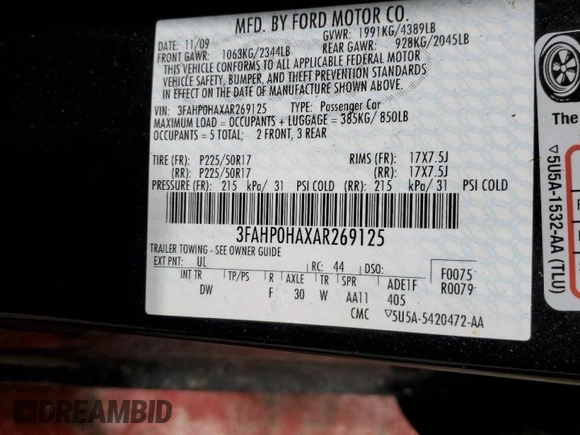 MFD. BY FORD MOTOR CO.
DATE: 11/09 GVWR: 1991KG/4389LB
FRONT GAWR: 1063KG/2344LB REAR GAWR: 928KG/2045LB
THIS VEHICLE CONFORMS TO ALL APPLICABLE FEDERAL MOTOR
VEHICLE SAFETY, BUMPER, AND THEFT PREVENTION STANDARDS
IN EFFECT ON THE DATE OF MANUFACTURE SHOWN ABOVE.
VIN: 3FAHP0HAXAR269125 TYPE: Passenger Car
MAXIMUM LOAD = OCCUPANTS + LUGGAGE = 385KG/850LB
OCCUPANTS = 5 TOTAL: 2 FRONT, 3 REAR
TIRE (FR): P225/50R17 RIMS (FR): 17X7.5J
(RR): P225/50R17 (RR): 17X7.5J
PRESSURE (FR): 215 kPa/ 31 PSI COLD (RR): 215 kPa/ 31 PSI COLD
3FAHP0HAXAR269125
TRAILER TOWING - SEE OWNER GUIDE
EXT PNT: UL RC: 44 DSO: F0075
INT TR TP/PS R AXLE TR SPR ADE1F R0079
DW F 30 W AA11 405
CMC ▽5U5A-5420472-AA
The
▽5U5A-1532-AA (TLU)
DREAMBID